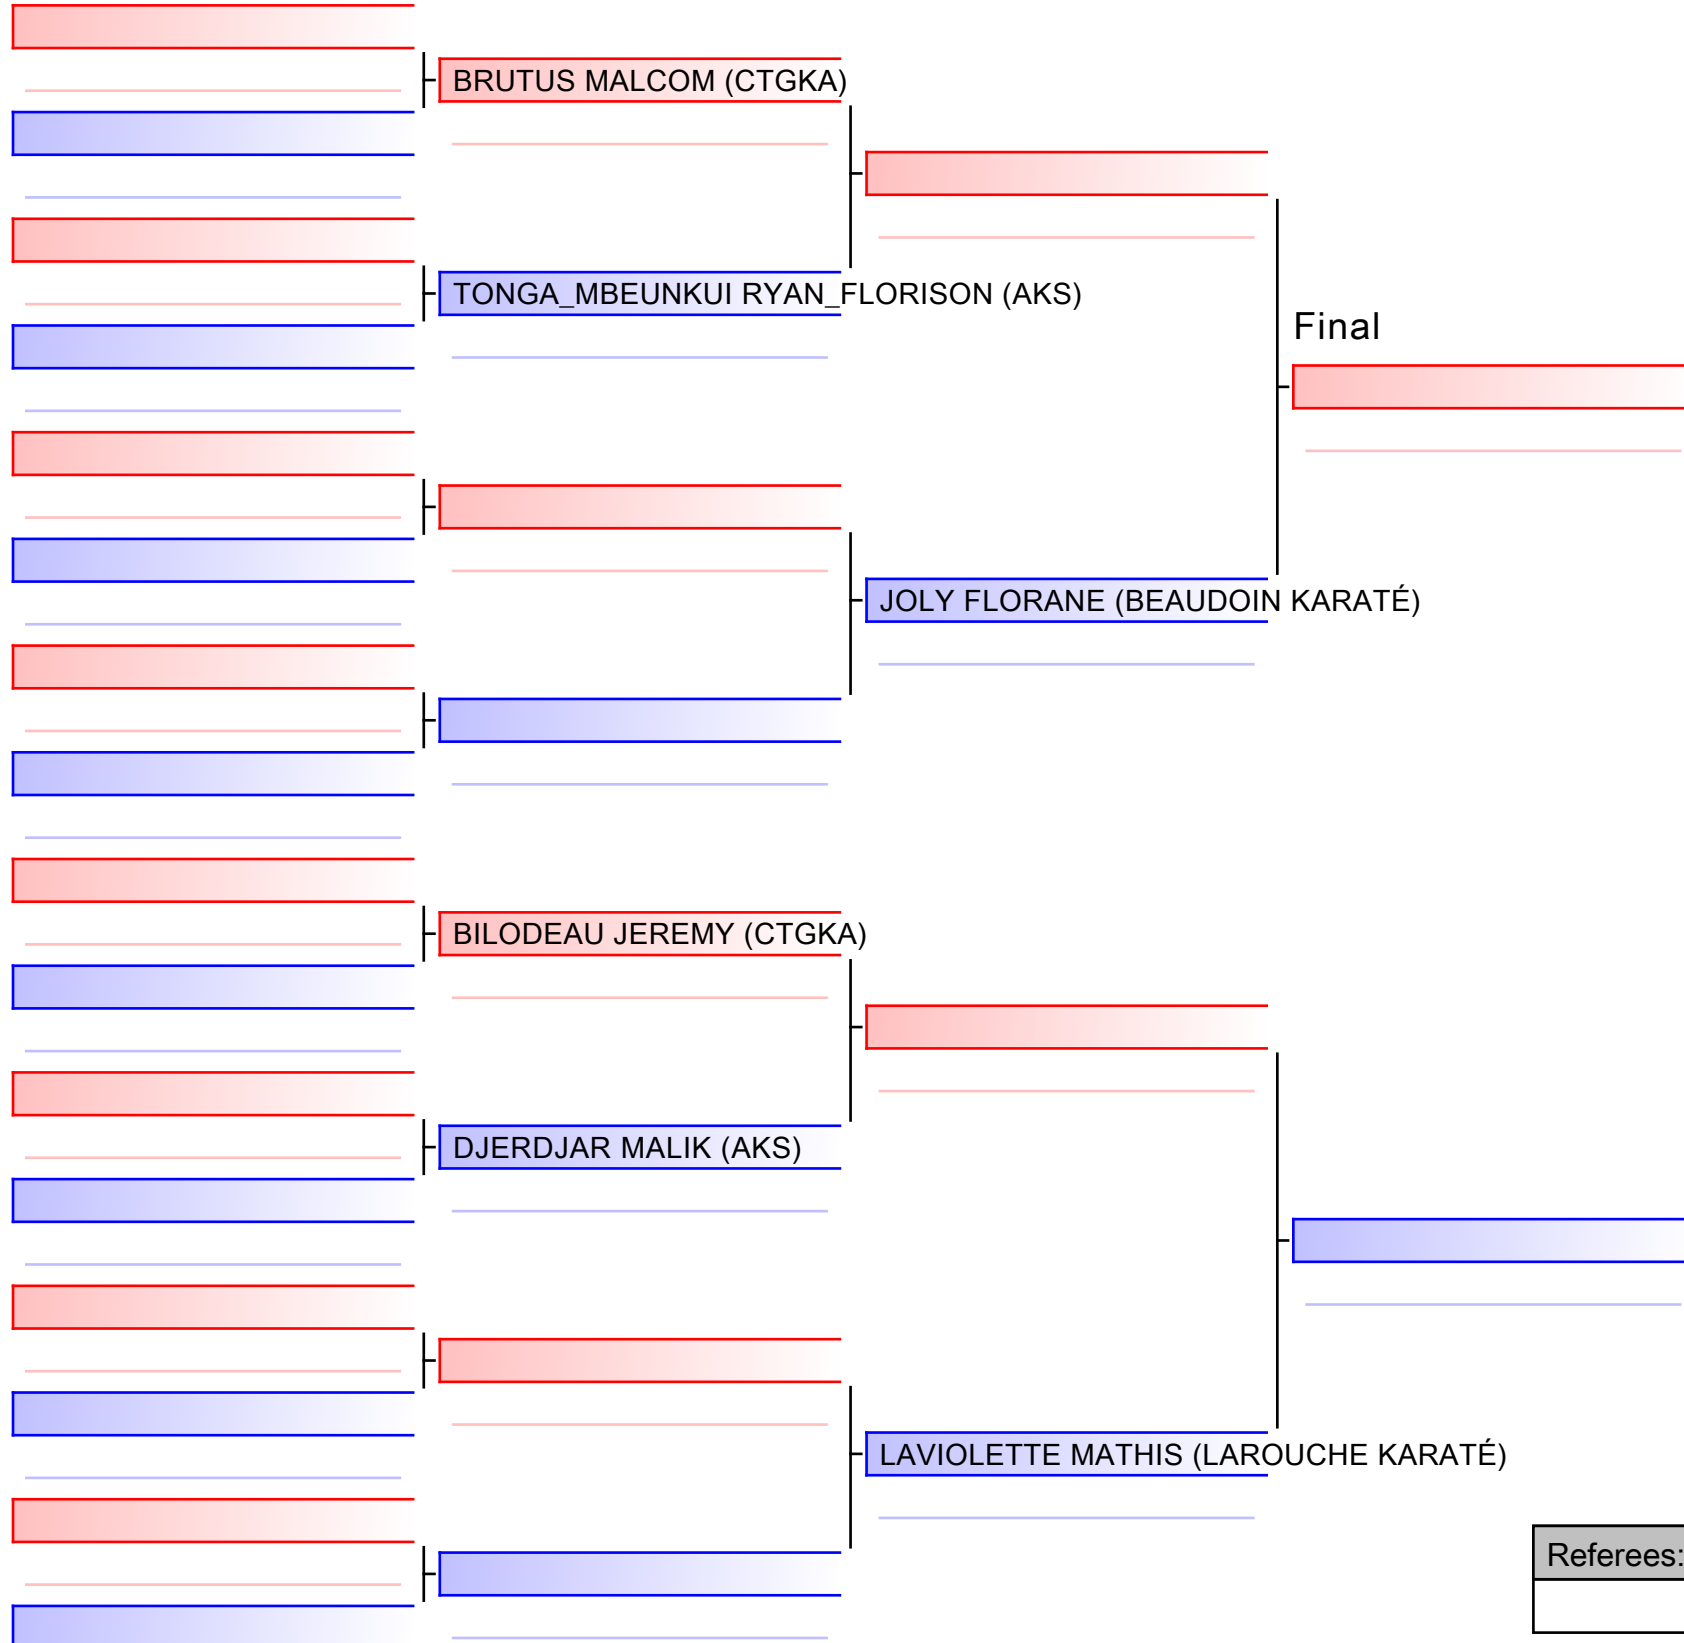 BRUTUS MALCOM (CTGKA)
TONGA_MBEUNKUI RYAN_FLORISON (AKS)
Final
JOLY FLORANE (BEAUDOIN KARATÉ)
BILODEAU JEREMY (CTGKA)
DJERDJAR MALIK (AKS)
LAVIOLETTE MATHIS (LAROUCHE KARATÉ)
Referees: